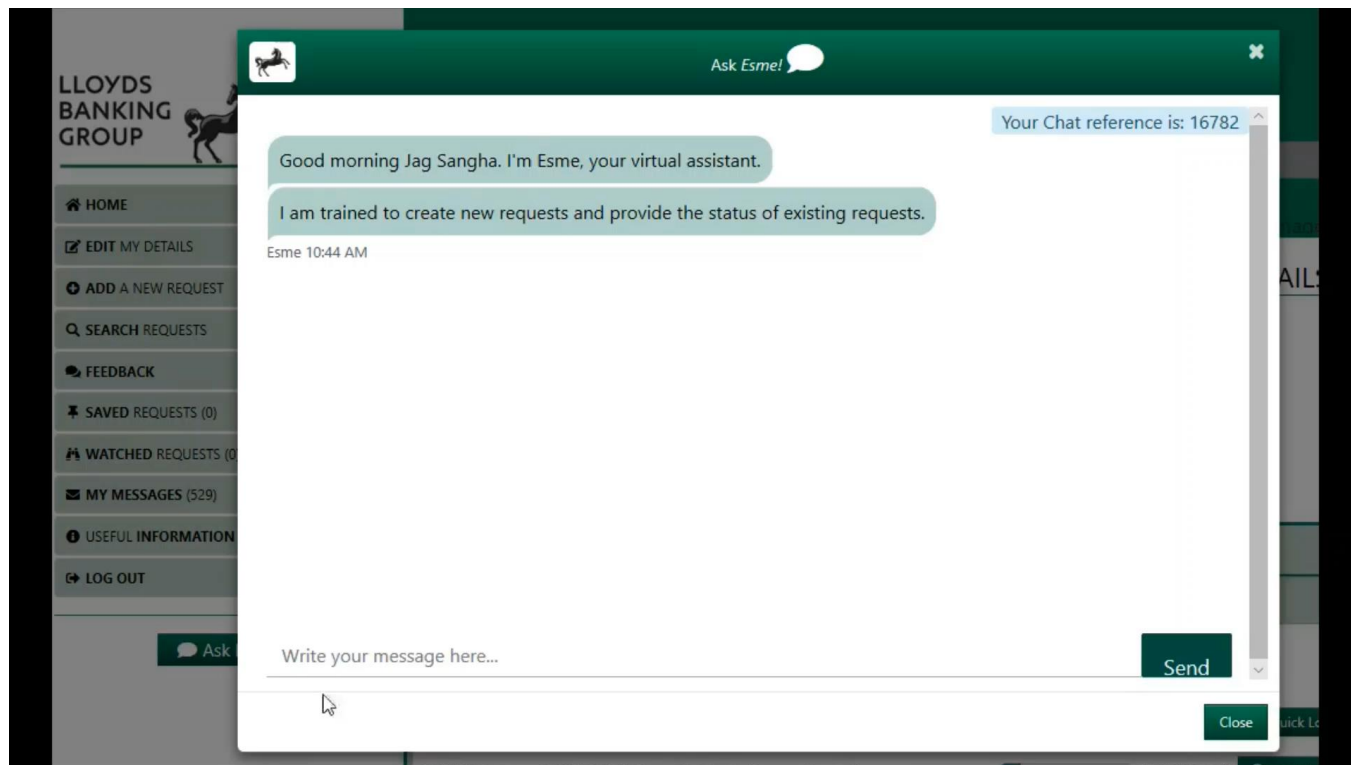 LLOYDS
BANKING
GROUP
HOME
EDIT MY DETAILS
ADD A NEW REQUEST
SEARCH REQUESTS
FEEDBACK
SAVED REQUESTS (0)
WATCHED REQUESTS (0
MY MESSAGES (529)
USEFUL INFORMATION
LOG OUT
Ask
Ask Esme!
Your Chat reference is: 16782
Good morning Jag Sangha. I'm Esme, your virtual assistant.
I am trained to create new requests and provide the status of existing requests.
Esme 10:44 AM
Write your message here...
Send
Close